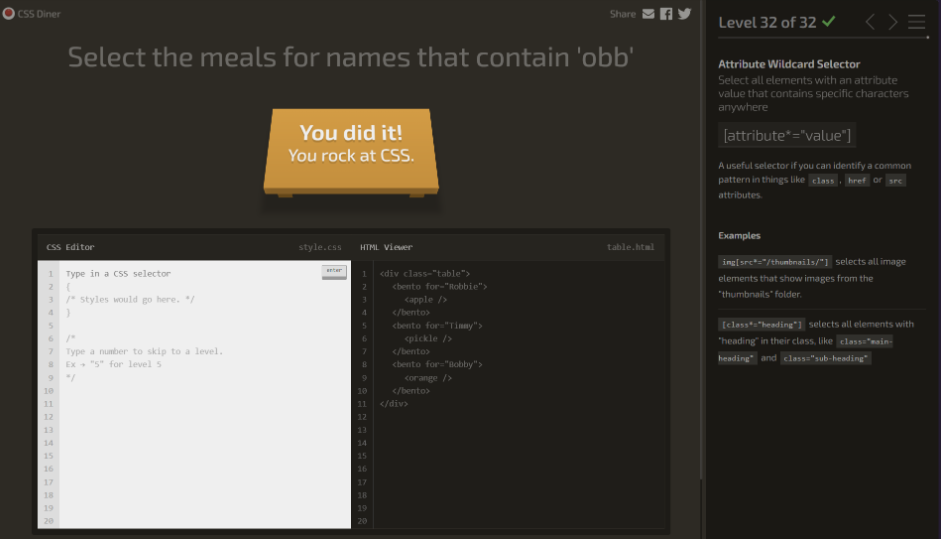 CSS Diner
Share
Select the meals for names that contain 'obb'
You did it!
You rock at CSS.
CSS Editor
style.css
HTML Viewer
table.html
1 Type in a CSS selector
enter
2 {
3 /* Styles would go here. */
4 }
5
6 /*
7 Type a number to skip to a level.
8 Ex → "5" for level 5
9 */
10
11
12
13
14
15
16
17
18
19
20
1 <div class="table">
2 <bento for="Robbie">
3 <apple />
4 </bento>
5 <bento for="Timmy">
6 <pickle />
7 </bento>
8 <bento for="Bobby">
9 <orange />
10 </bento>
11 </div>
12
13
14
15
16
17
18
19
20
Level 32 of 32
Attribute Wildcard Selector
Select all elements with an attribute
value that contains specific characters
anywhere
[attribute*="value"]
A useful selector if you can identify a common
pattern in things like class , href or src
attributes.
Examples
img[src*="/thumbnails/"] selects all image
elements that show images from the
"thumbnails" folder.
[class*="heading"] selects all elements with
"heading" in their class, like class="main-
heading" and class="sub-heading"